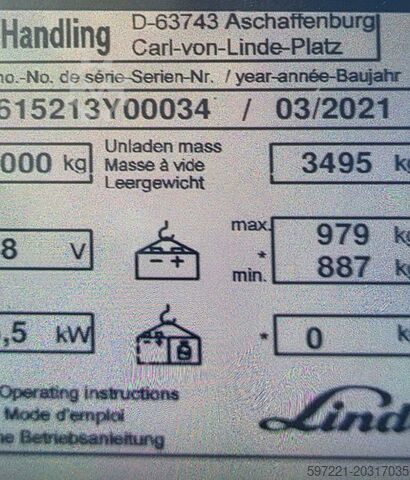 Handling
D-63743 Aschaffenburg
Carl-von-Linde-Platz
no.-No. de série-Serien-Nr. / year-année-Baujahr
615213Y00034 / 03/2021
000 kg
Unladen mass
Masse à vide
Leergewicht
3495 kg
8 V
- +
max.
*
min.
979
887
,5 kW
- +
* 0
Operating instructions
Mode d'emploi
Betriebsanleitung
Lind
597221-20317035